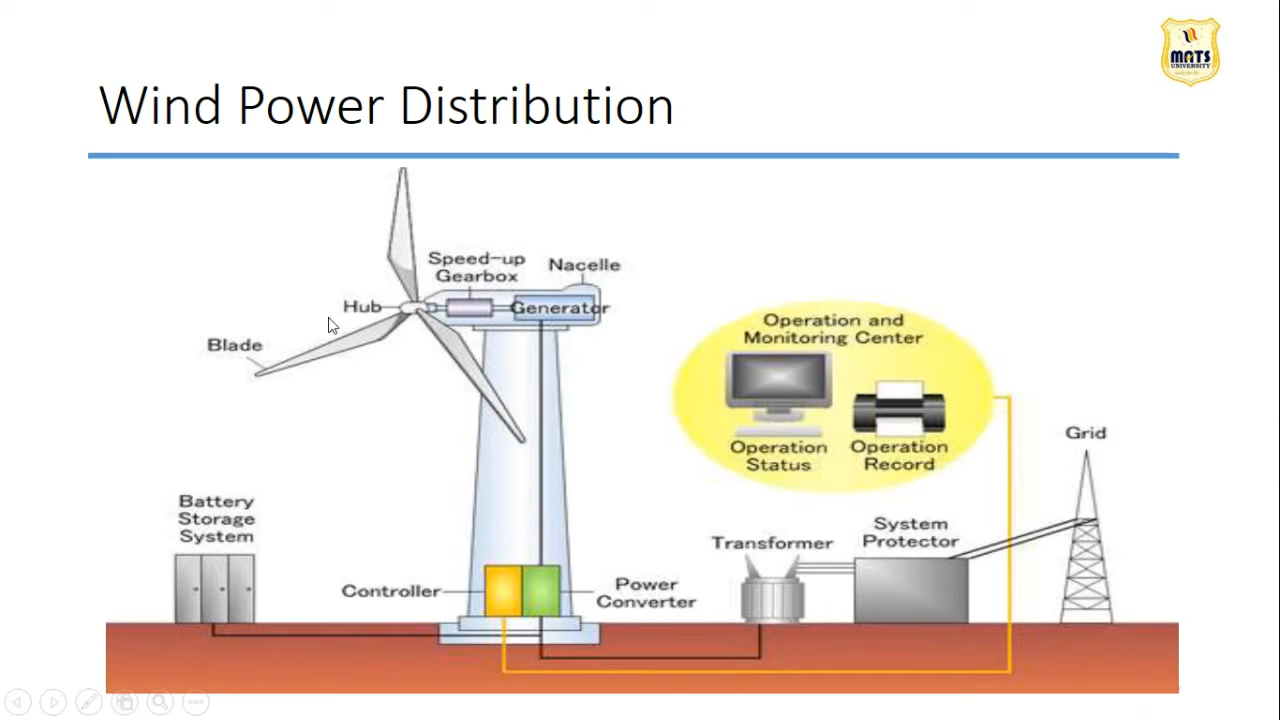 MATS
UNIVERSITY
Wind Power Distribution
Speed-up
Gearbox
Nacelle
Hub
Generator
Blade
Operation and
Monitoring Center
Operation
Status
Operation
Record
Grid
Battery
Storage
System
System
Protector
Transformer
Controller
Power
Converter